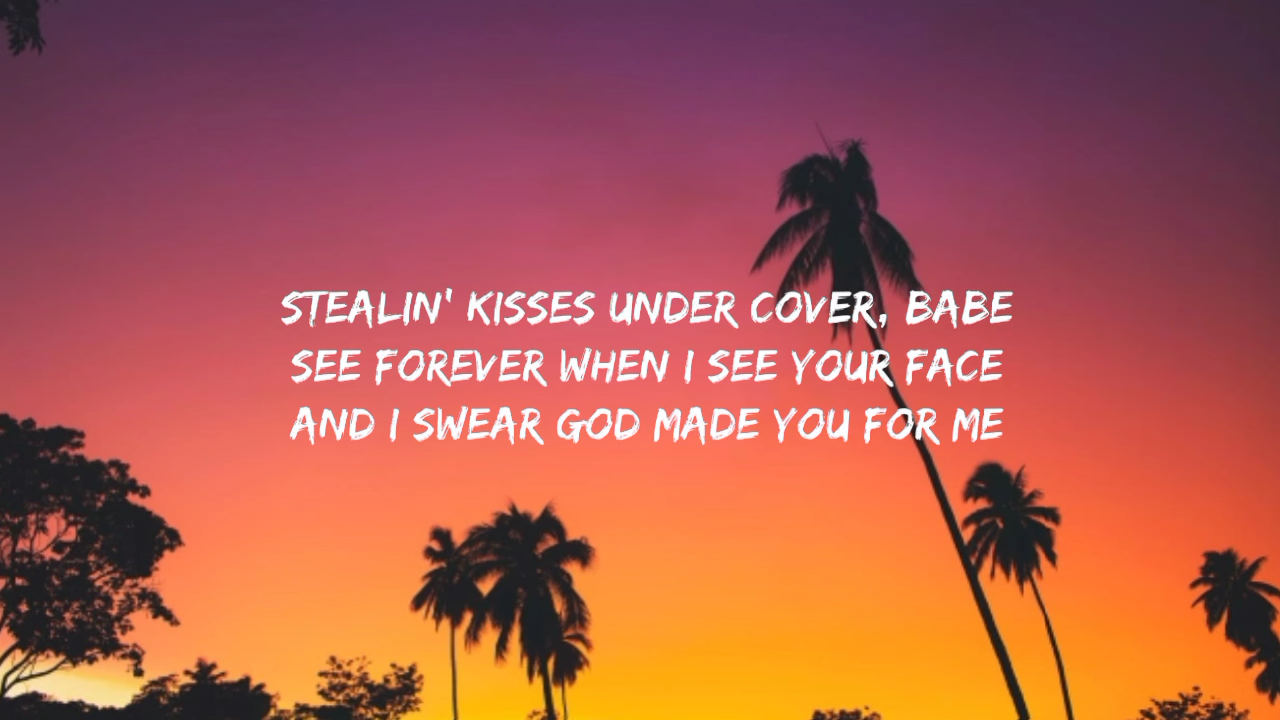 STEALIN' KISSES UNDER COVER, BABE
SEE FOREVER WHEN I SEE YOUR FACE
AND I SWEAR GOD MADE YOU FOR ME